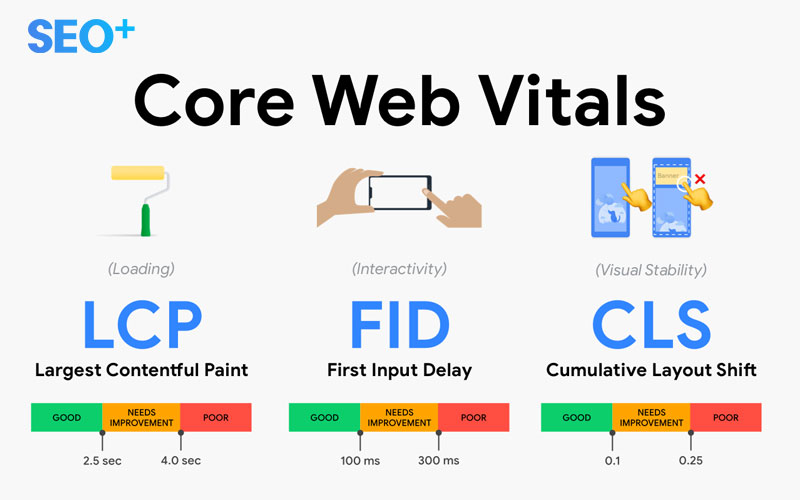 SEO+
Core Web Vitals
Banner
(Loading)
(Interactivity)
(Visual Stability)
LCP
FID
CLS
Largest Contentful Paint
First Input Delay
Cumulative Layout Shift
GOOD
NEEDS
IMPROVEMENT
POOR
GOOD
NEEDS
IMPROVEMENT
POOR
GOOD
NEEDS
IMPROVEMENT
POOR
2.5 sec
4.0 sec
100 ms
300 ms
0.1
0.25